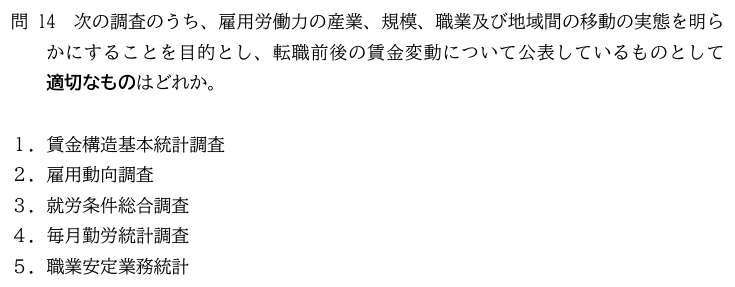 問 14 次の調査のうち、雇用労働力の産業、規模、職業及び地域間の移動の実態を明ら
かにすることを目的とし、転職前後の賃金変動について公表しているものとして
適切なものはどれか。
1．賃金構造基本統計調査
2．雇用動向調査
3．就労条件総合調査
4．毎月勤労統計調査
5．職業安定業務統計